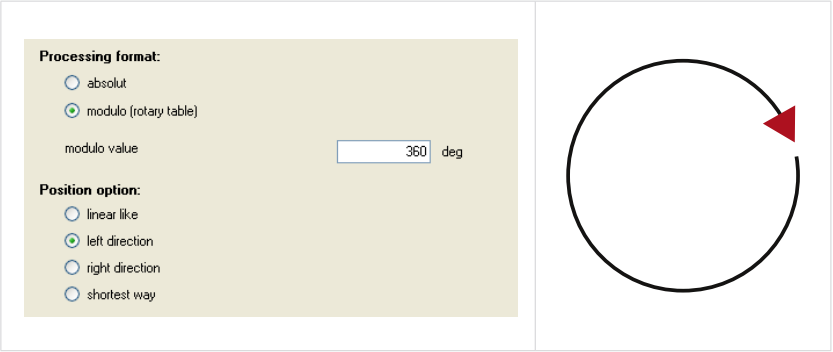 Processing format:
absolut
modulo (rotary table)
modulo value 360 deg
Position option:
linear like
left direction
right direction
shortest way